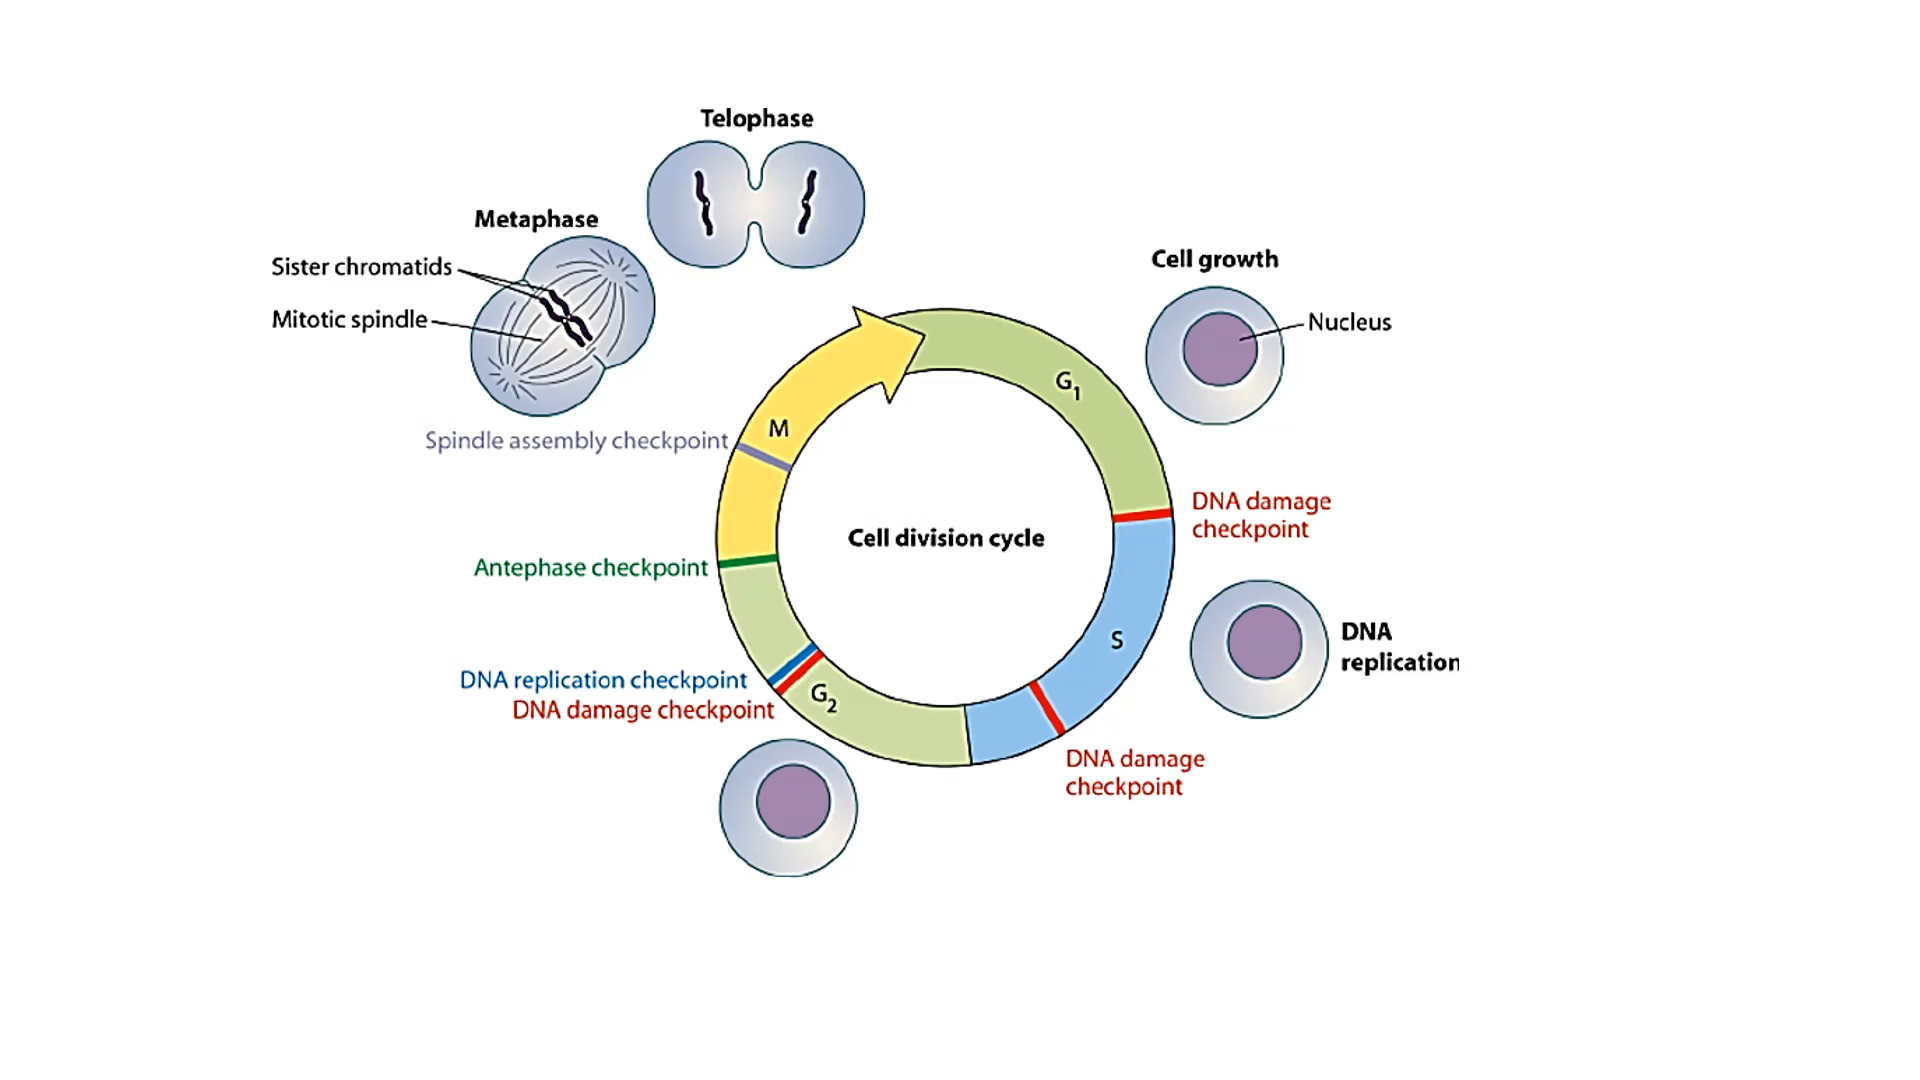 Telophase
Metaphase
Sister chromatids
Mitotic spindle
Cell growth
Nucleus
G1
M
Spindle assembly checkpoint
DNA damage
checkpoint
Cell division cycle
Antephase checkpoint
S
DNA
replication
DNA replication checkpoint
DNA damage checkpoint
G2
DNA damage
checkpoint